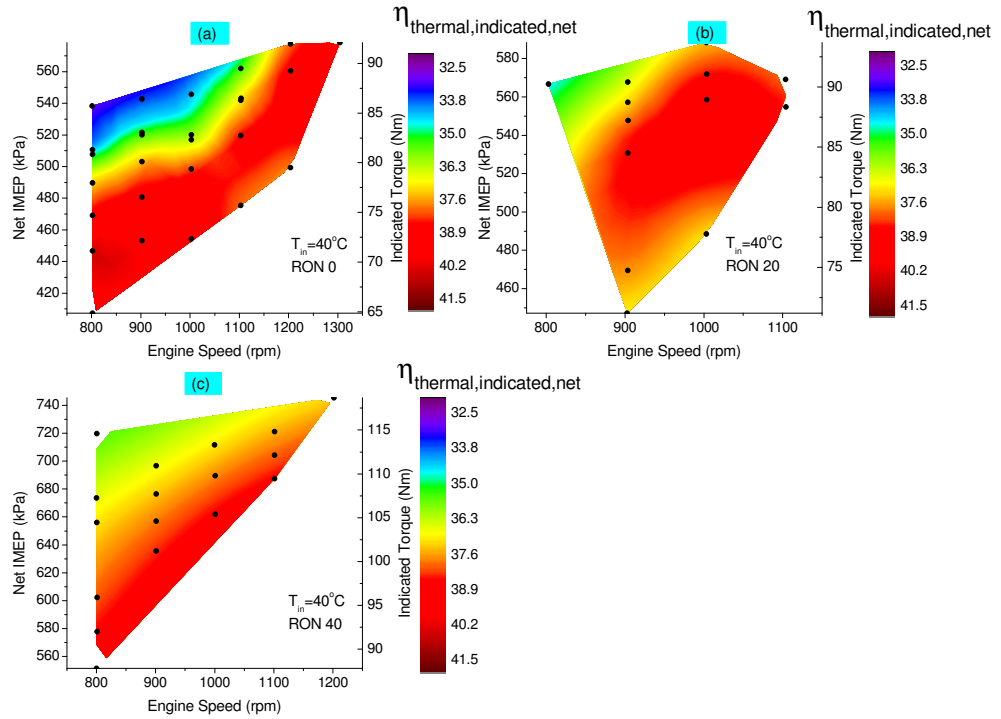 (a)
η thermal,indicated,net
Net IMEP (kPa)
560
540
520
500
480
460
440
420
90
85
80
75
70
65
Indicated Torque (Nm)
T_in=40°C
RON 0
800 900 1000 1100 1200 1300
Engine Speed (rpm)
32.5
33.8
35.0
36.3
37.6
38.9
40.2
41.5
(b)
η thermal,indicated,net
Net IMEP (kPa)
580
560
540
520
500
480
460
90
85
80
75
Indicated Torque (Nm)
T_in=40°C
RON 20
800 900 1000 1100
Engine Speed (rpm)
32.5
33.8
35.0
36.3
37.6
38.9
40.2
41.5
(c)
η thermal,indicated,net
Net IMEP (kPa)
740
720
700
680
660
640
620
600
580
560
115
110
105
100
95
90
Indicated Torque (Nm)
T_in=40°C
RON 40
800 900 1000 1100 1200
Engine Speed (rpm)
32.5
33.8
35.0
36.3
37.6
38.9
40.2
41.5